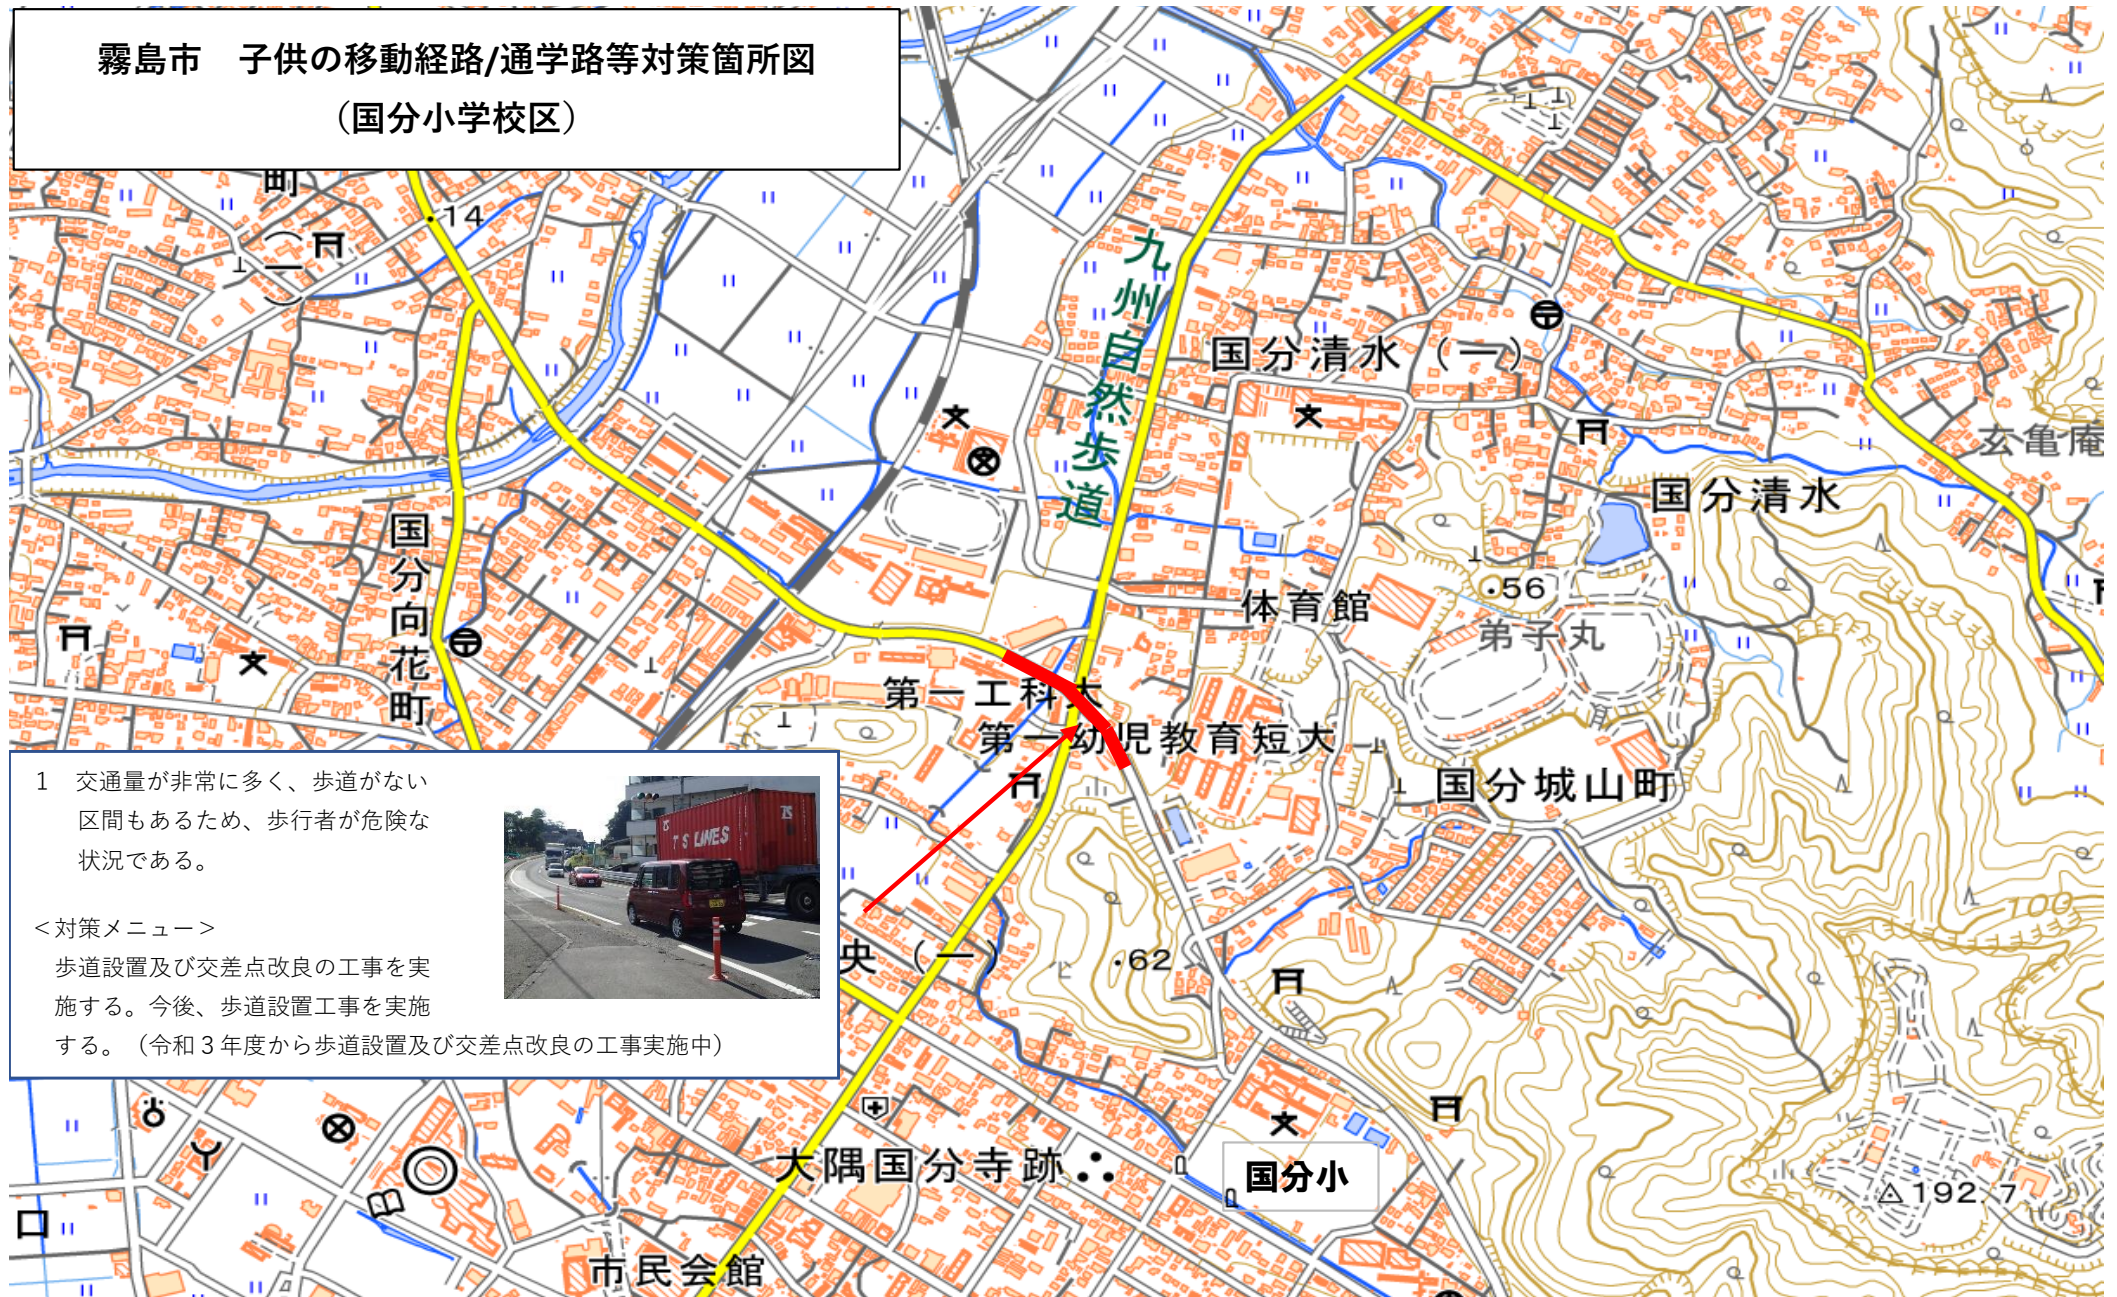 霧島市　子供の移動経路/通学路等対策箇所図
（国分小学校区）
町（一）
14
九州自然歩道
国分清水（一）
玄亀庵
国分清水
国分向花町
56
体育館
弟子丸
第一工科大
第一幼児教育短大
国分城山町
1　交通量が非常に多く、歩道がない
区間もあるため、歩行者が危険な
状況である。
＜対策メニュー＞
歩道設置及び交差点改良の工事を実
施する。今後、歩道設置工事を実施
する。（令和３年度から歩道設置及び交差点改良の工事実施中）
T S LINES
TS
央（一）
62
100
大隅国分寺跡
国分小
192.7
口
市民会館